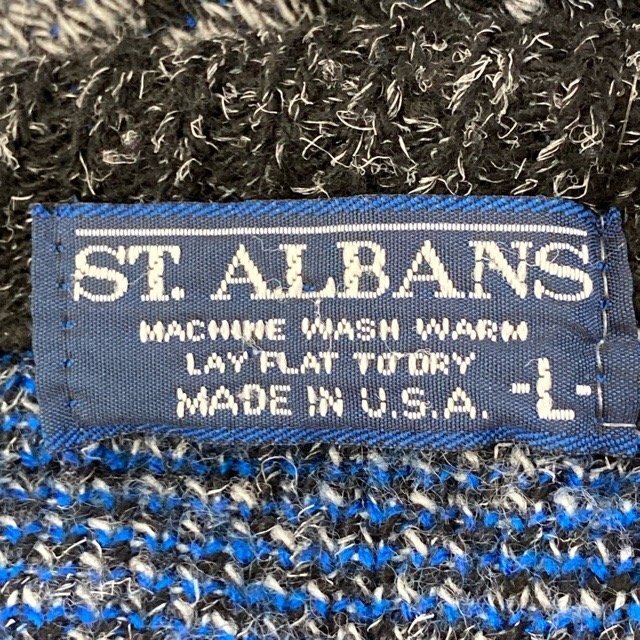 ST. ALBANS
MACHINE WASH WARM
LAY FLAT TO DRY
MADE IN U.S.A. -L-